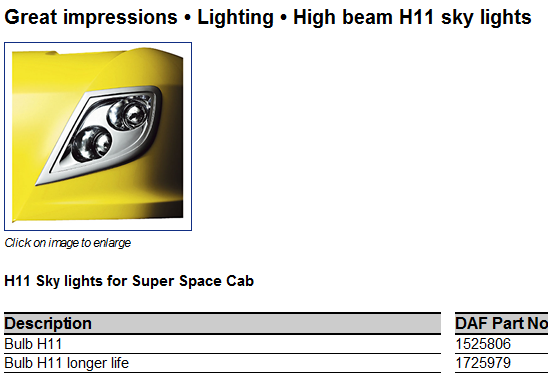 Great impressions • Lighting • High beam H11 sky lights
Click on image to enlarge
H11 Sky lights for Super Space Cab
Description DAF Part No
Bulb H11 1525806
Bulb H11 longer life 1725979